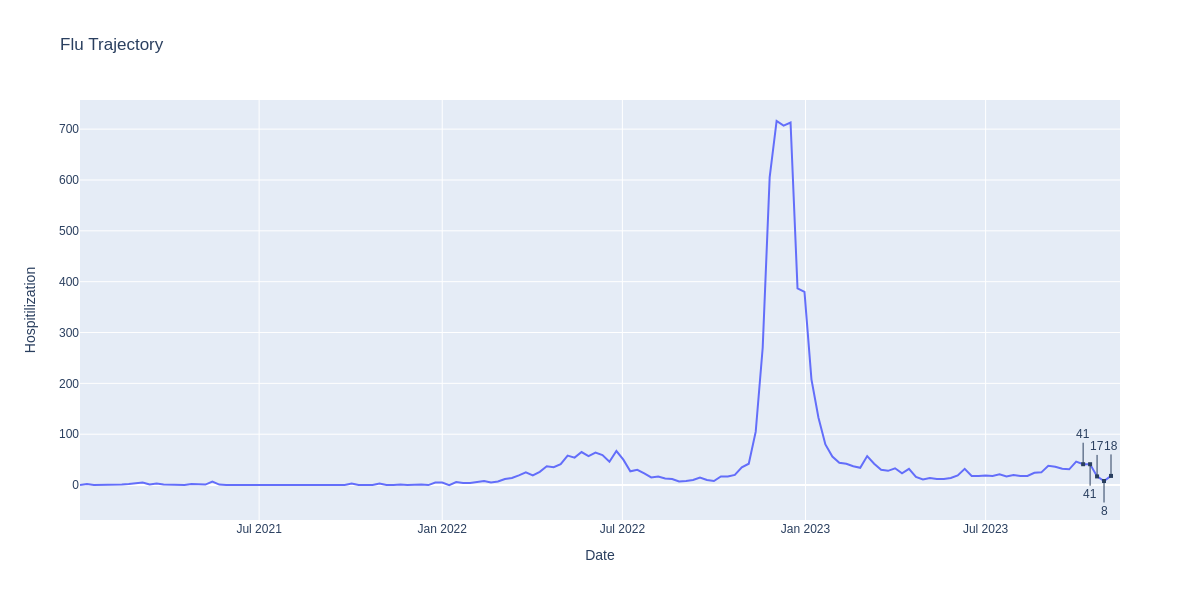 Flu Trajectory
700
600
500
400
300
200
100
0
Hospitilization
41
17
18
41
8
Jul 2021
Jan 2022
Jul 2022
Jan 2023
Jul 2023
Date